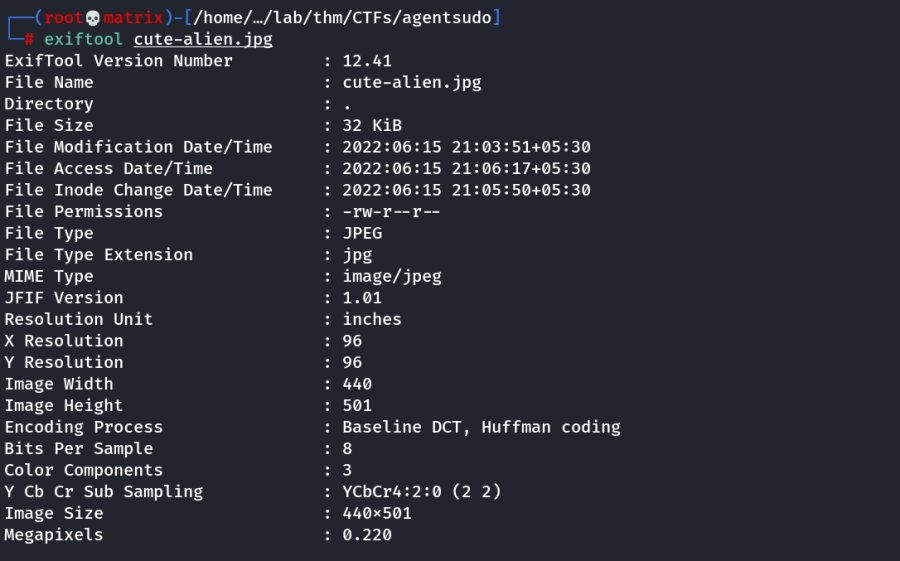 ┌──(root💀matrix)-[/home/…/lab/thm/CTFs/agentsudo]
└─# exiftool cute-alien.jpg
ExifTool Version Number         : 12.41
File Name                       : cute-alien.jpg
Directory                       : .
File Size                       : 32 KiB
File Modification Date/Time     : 2022:06:15 21:03:51+05:30
File Access Date/Time           : 2022:06:15 21:06:17+05:30
File Inode Change Date/Time     : 2022:06:15 21:05:50+05:30
File Permissions                : -rw-r--r--
File Type                       : JPEG
File Type Extension             : jpg
MIME Type                       : image/jpeg
JFIF Version                    : 1.01
Resolution Unit                 : inches
X Resolution                    : 96
Y Resolution                    : 96
Image Width                     : 440
Image Height                    : 501
Encoding Process                : Baseline DCT, Huffman coding
Bits Per Sample                 : 8
Color Components                : 3
Y Cb Cr Sub Sampling            : YCbCr4:2:0 (2 2)
Image Size                      : 440×501
Megapixels                      : 0.220